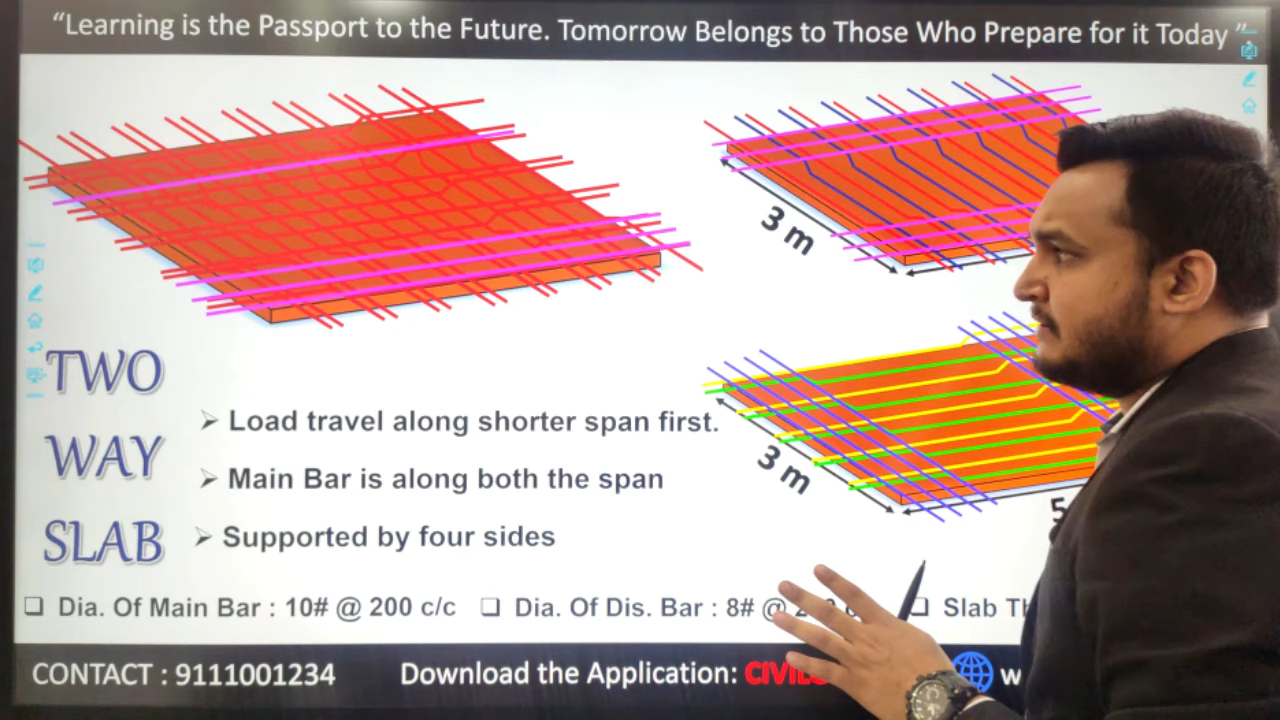 “Learning is the Passport to the Future. Tomorrow Belongs to Those Who Prepare for it Today ”
3 m
3 m
5
TWO
WAY
SLAB
➢ Load travel along shorter span first.
➢ Main Bar is along both the span
➢ Supported by four sides
❑ Dia. Of Main Bar : 10# @ 200 c/c ❑ Dia. Of Dis. Bar : 8# @ ❑ Slab
CONTACT : 9111001234 Download the Application: